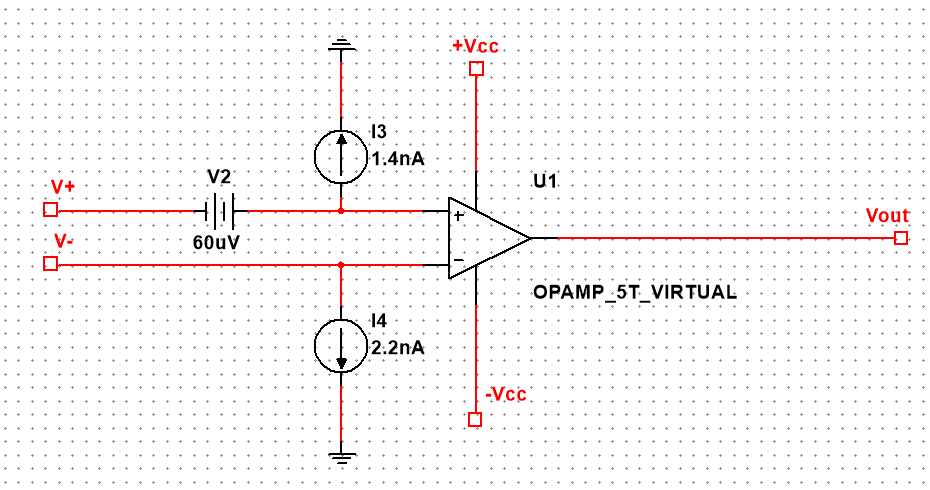 +Vcc
I3
1.4nA
V2
U1
V+
+
Vout
60uV
V-
−
OPAMP_5T_VIRTUAL
I4
2.2nA
-Vcc